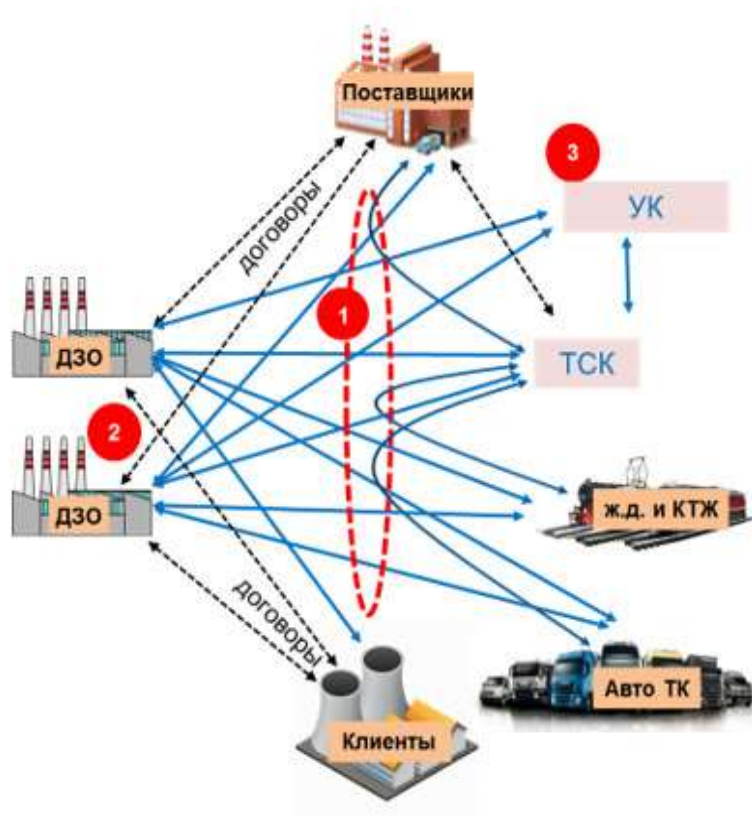 Поставщики
3
УК
договоры
1
ДЗО
ТСК
2
ДЗО
ж.д. и КТЖ
договоры
Авто ТК
Клиенты